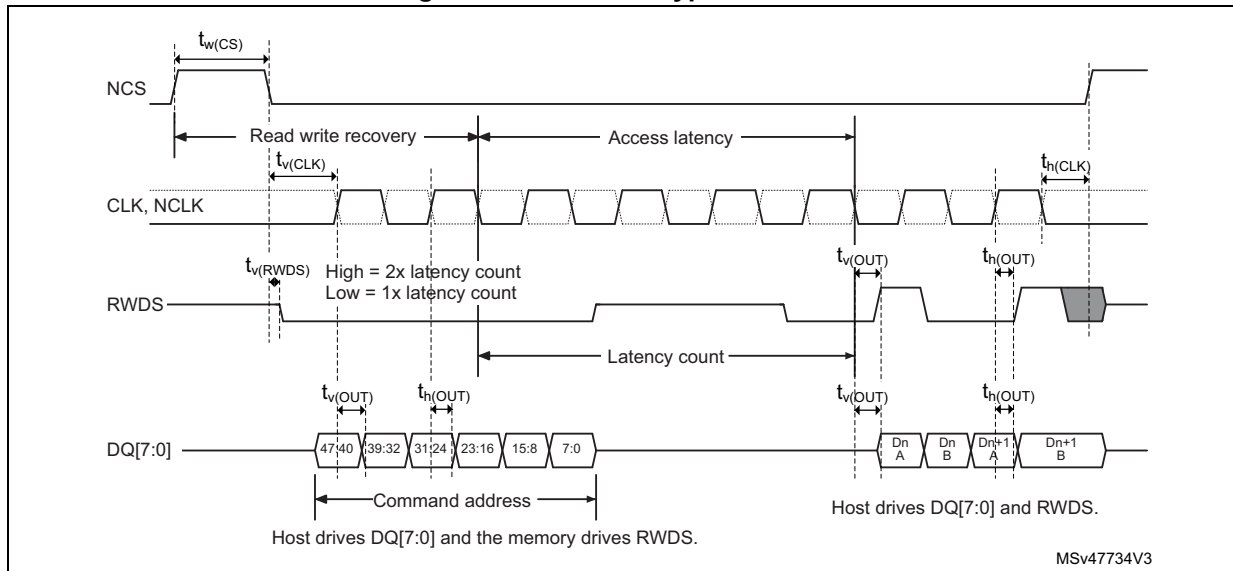 tw(CS)
NCS
Read write recovery
Access latency
tv(CLK)
th(CLK)
CLK, NCLK
tv(RWDS)
High = 2x latency count
Low = 1x latency count
tv(OUT)
th(OUT)
RWDS
Latency count
tv(OUT)
th(OUT)
tv(OUT)
th(OUT)
DQ[7:0]
47:40
39:32
31:24
23:16
15:8
7:0
Dn
A
Dn
B
Dn+1
A
Dn+1
B
Command address
Host drives DQ[7:0] and RWDS.
Host drives DQ[7:0] and the memory drives RWDS.
MSv47734V3